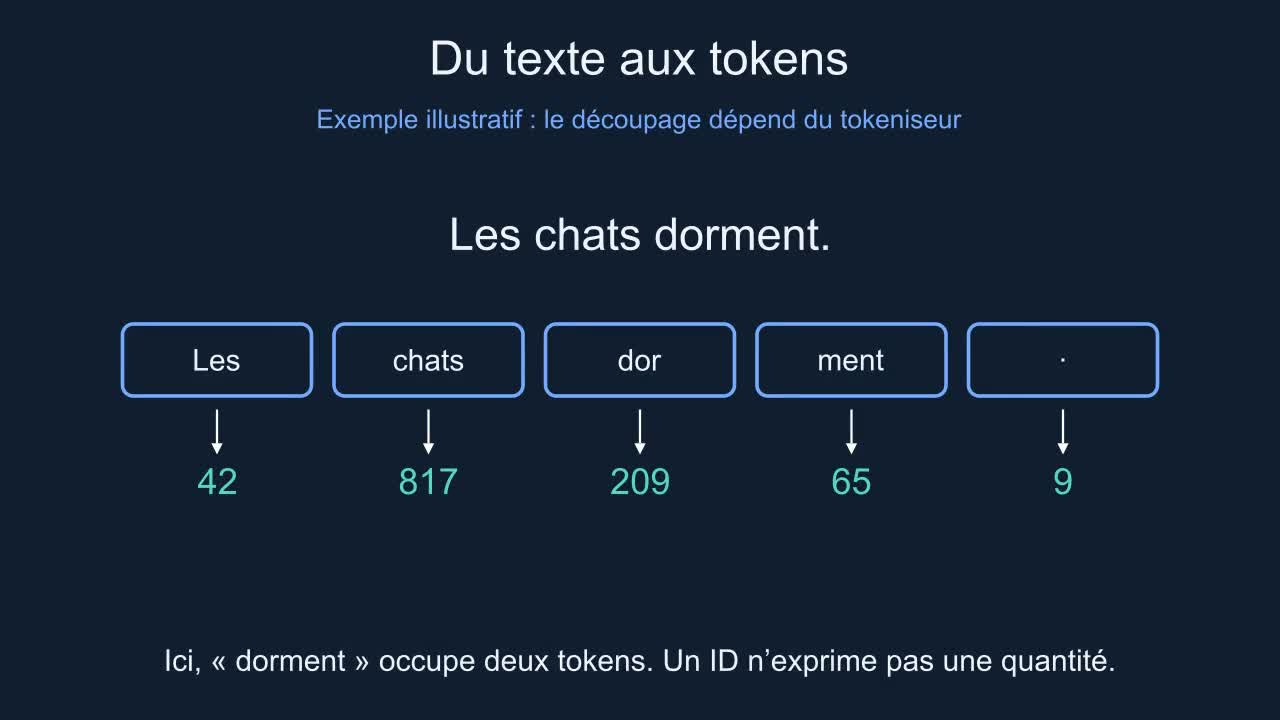 Du texte aux tokens
Exemple illustratif : le découpage dépend du tokeniseur
Les chats dorment.
Les chats dor ment .
42 817 209 65 9
Ici, « dorment » occupe deux tokens. Un ID n’exprime pas une quantité.